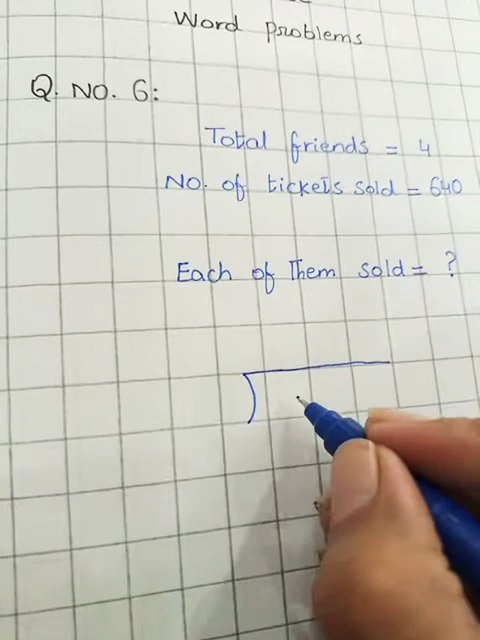 Word problems
Q. No. 6:
Total friends = 4
No. of tickets sold = 640
Each of Them sold = ?